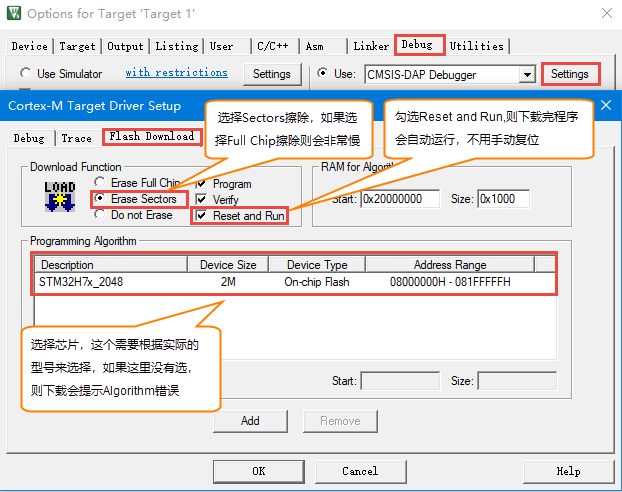 Options for Target 'Target 1'
Device Target Output Listing User C/C++ Asm Linker Debug Utilities
Use Simulator with restrictions Settings Use: CMSIS-DAP Debugger Settings
Cortex-M Target Driver Setup
选择Sectors擦除，如果选
择Full Chip擦除则会非常慢
勾选Reset and Run,则下载完程序
会自动运行，不用手动复位
Debug Trace Flash Download
Download Function
LOAD
Erase Full Chip Program
Erase Sectors Verify
Do not Erase Reset and Run
RAM for Algorithm
Start: 0x20000000 Size: 0x1000
Programming Algorithm
Description Device Size Device Type Address Range
STM32H7x_2048 2M On-chip Flash 08000000H - 081FFFFFH
选择芯片，这个需要根据实际的
型号来选择，如果这里没有选，
则下载会提示Algorithm错误
Start: Size:
Add Remove
OK Cancel Help